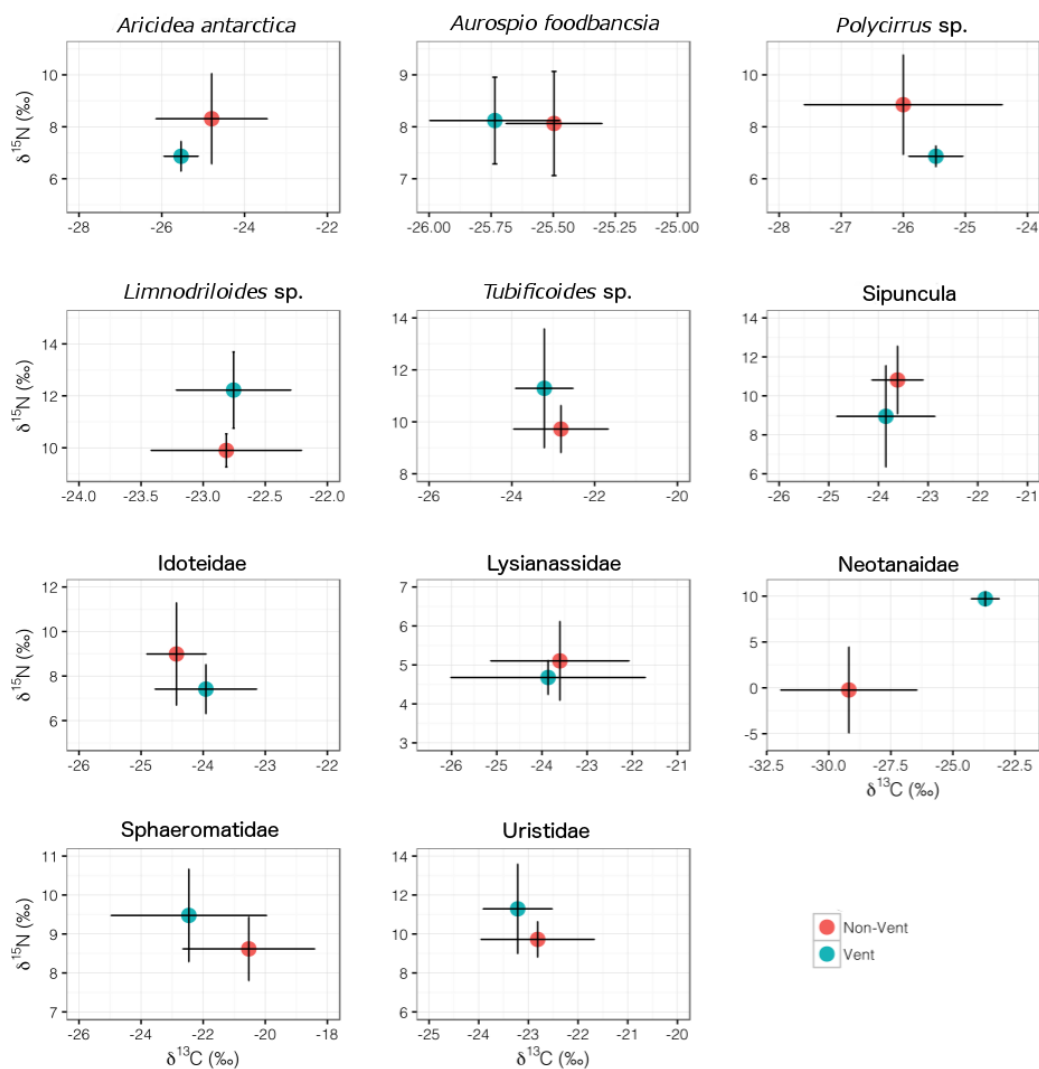 Aricidea antarctica Aurospio foodbancsia Polycirrus sp.
δ15N (‰)
10
8
6
-28 -26 -24 -22
9
8
7
-26.00 -25.75 -25.50 -25.25 -25.00
10
8
6
-28 -27 -26 -25 -24
Limnodriloides sp. Tubificoides sp. Sipuncula
δ15N (‰)
14
12
10
-24.0 -23.5 -22.8 -22.5 -22.0
14
12
10
8
-26 -24 -22 -20
14
12
10
8
6
-26 -25 -24 -23 -22 -21
Idoteidae Lysianassidae Neotanaidae
δ15N (‰)
12
10
8
6
-26 -25 -24 -23 -22
7
6
5
4
3
-26 -25 -24 -23 -22 -21
10
5
0
-5
-32.5 -29.0 -27.5 -25.0 -22.5
δ13C (‰)
Sphaeromatidae Uristidae
δ15N (‰)
11
10
9
8
7
-26 -24 -22 -20 -18
δ13C (‰)
14
12
10
8
6
-25 -24 -23 -22 -21 -20
δ13C (‰)
Non-Vent
Vent